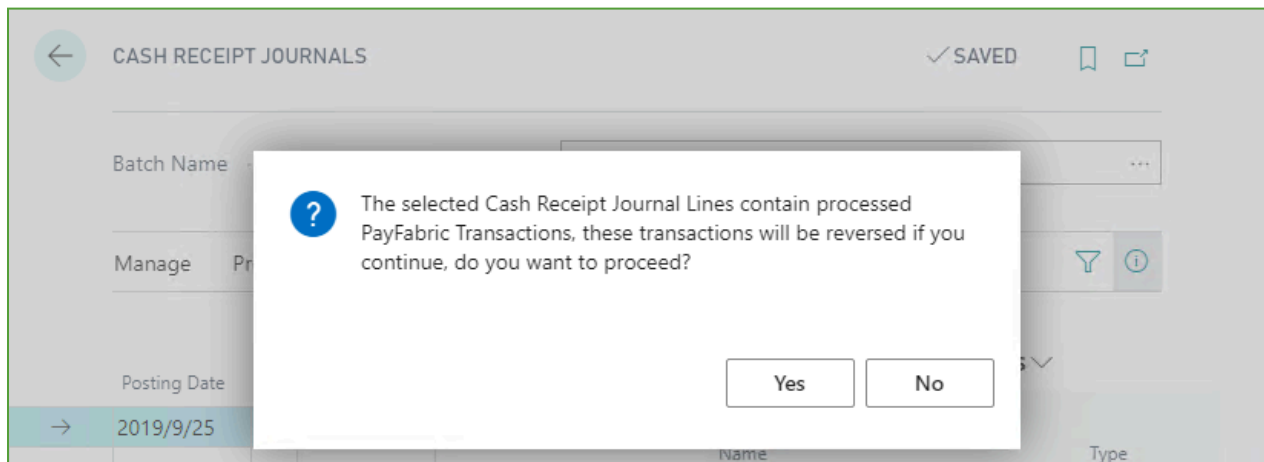 CASH RECEIPT JOURNALS
SAVED
Batch Name
...
The selected Cash Receipt Journal Lines contain processed
PayFabric Transactions, these transactions will be reversed if you
continue, do you want to proceed?
Manage
Yes
No
Posting Date
2019/9/25
Name
Type